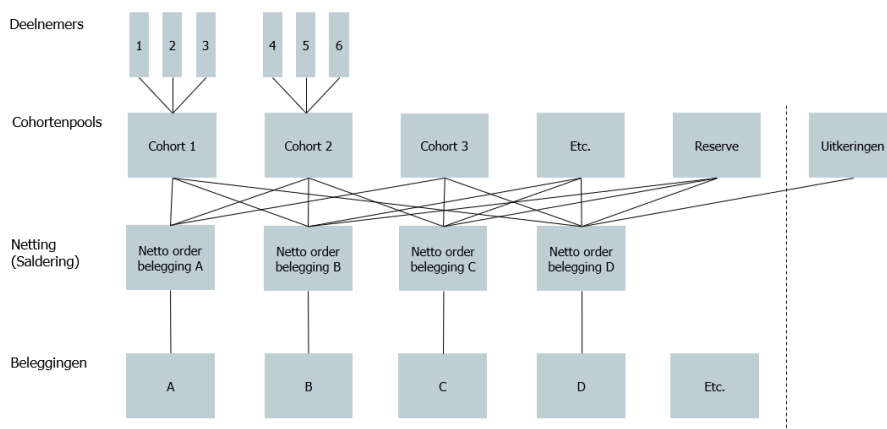 Deelnemers
1
2
3
4
5
6
Cohortenpools
Cohort 1
Cohort 2
Cohort 3
Etc.
Reserve
Uitkeringen
Netting
(Saldering)
Netto order
belegging A
Netto order
belegging B
Netto order
belegging C
Netto order
belegging D
Beleggingen
A
B
C
D
Etc.